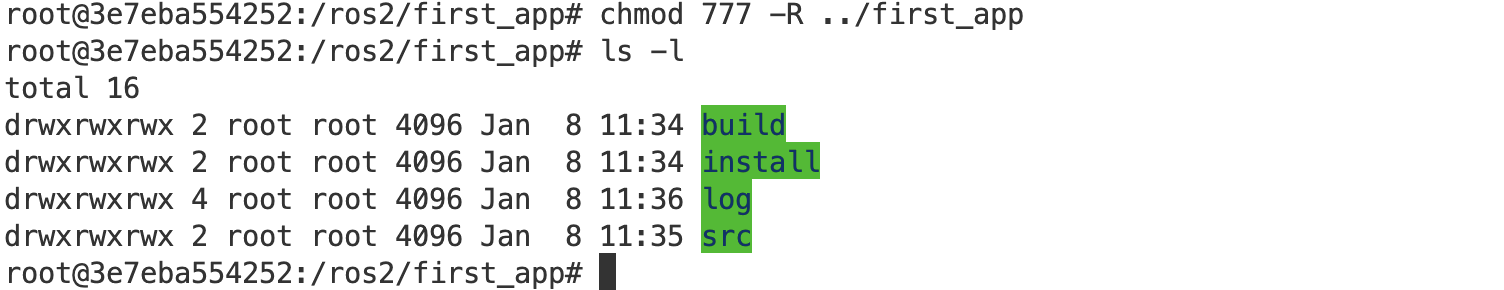 root@3e7eba554252:/ros2/first_app# chmod 777 -R ../first_app
root@3e7eba554252:/ros2/first_app# ls -l
total 16
drwxrwxrwx 2 root root 4096 Jan  8 11:34 build
drwxrwxrwx 2 root root 4096 Jan  8 11:34 install
drwxrwxrwx 4 root root 4096 Jan  8 11:36 log
drwxrwxrwx 2 root root 4096 Jan  8 11:35 src
root@3e7eba554252:/ros2/first_app#